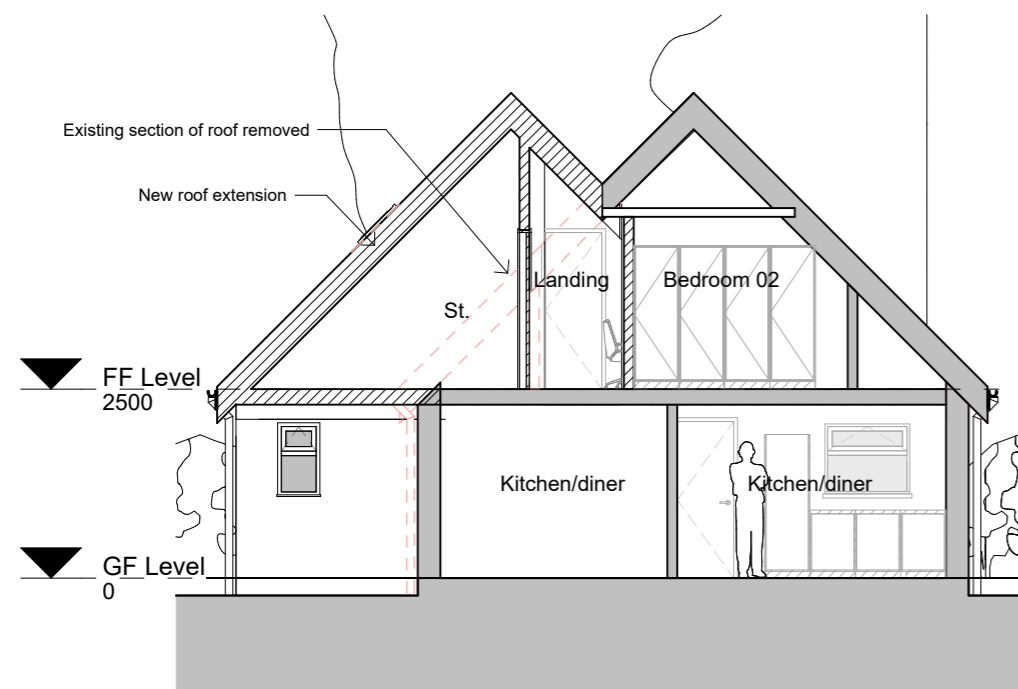 Existing section of roof removed
New roof extension
Landing
Bedroom 02
St.
FF Level
2500
Kitchen/diner
Kitchen/diner
GF Level
0